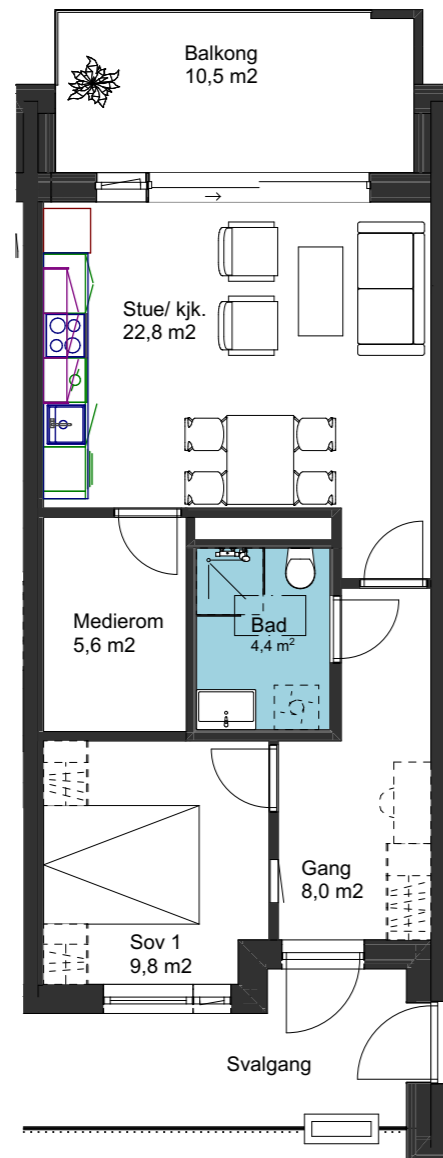 Balkong
10,5 m2
Stue/ kjk.
22,8 m2
Medierom
5,6 m2
Bad
4,4 m²
Gang
8,0 m2
Sov 1
9,8 m2
Svalgang